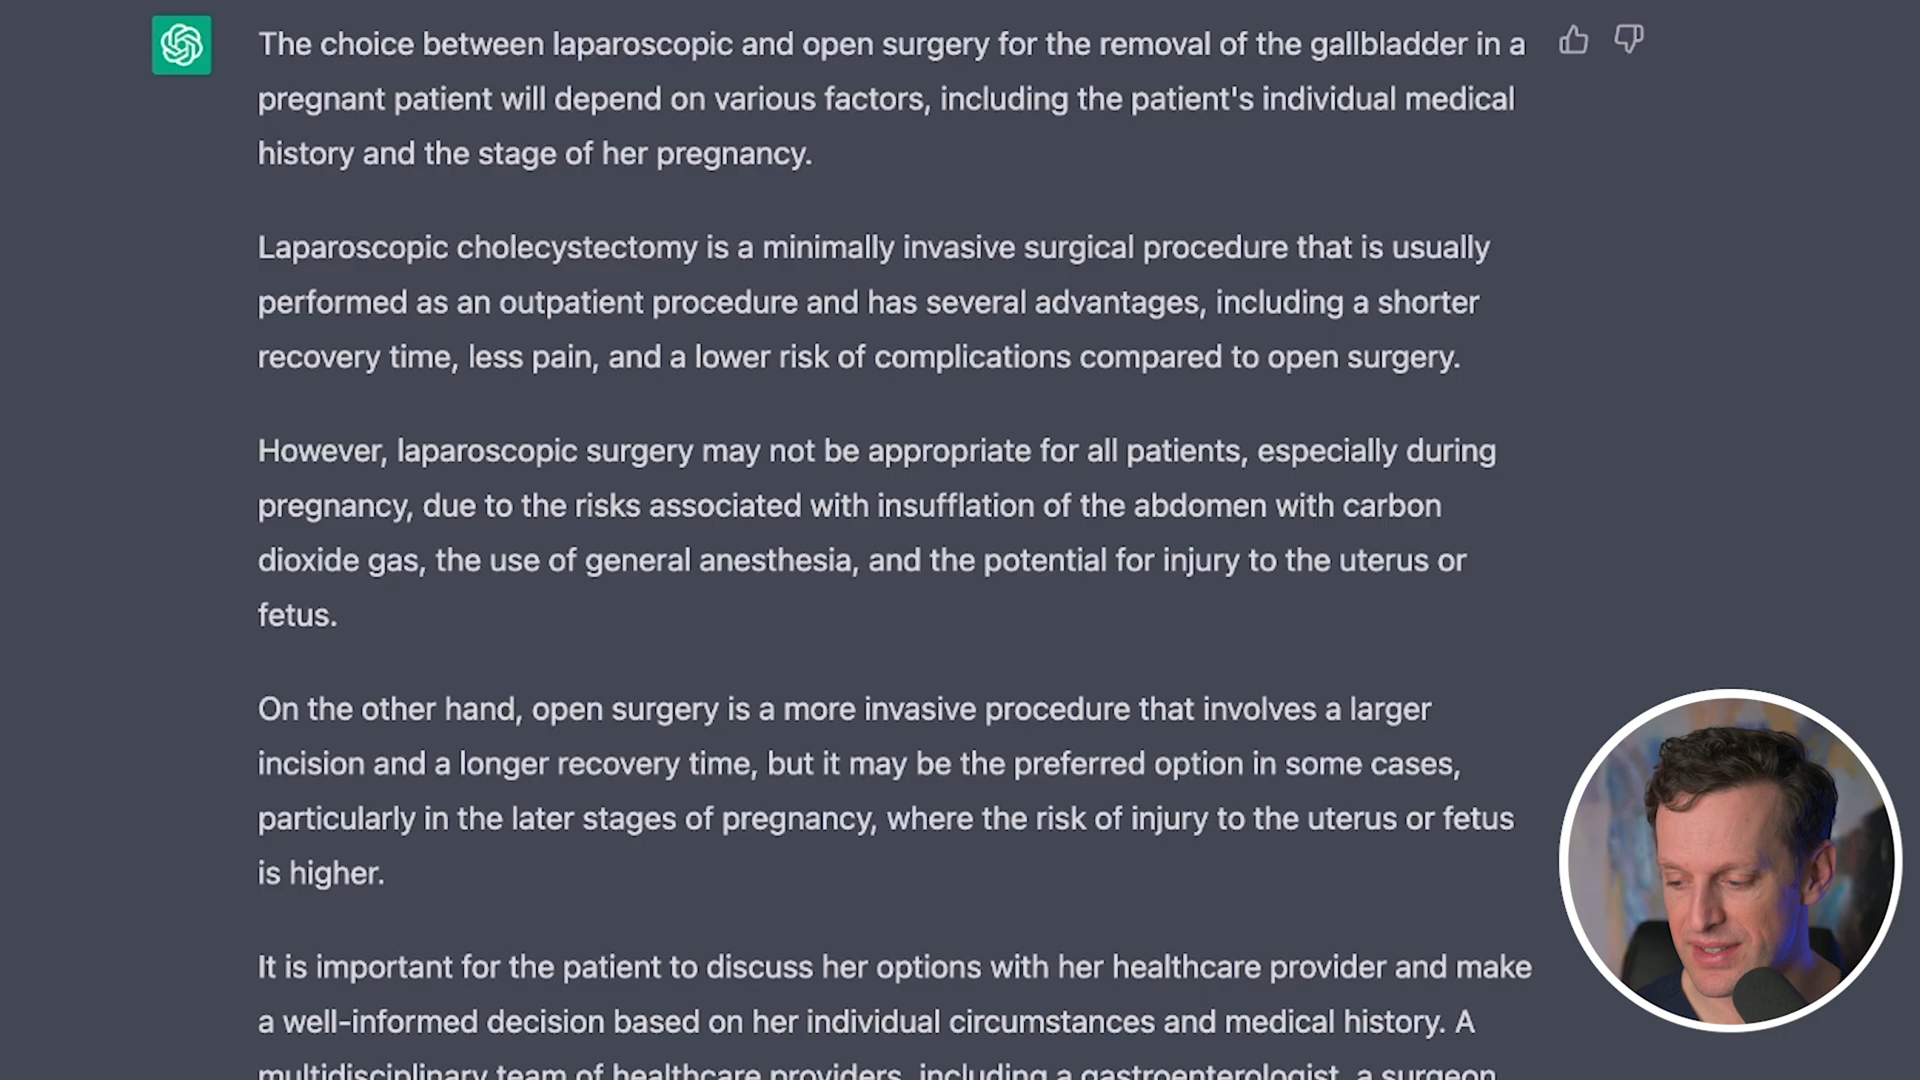 The choice between laparoscopic and open surgery for the removal of the gallbladder in a
pregnant patient will depend on various factors, including the patient's individual medical
history and the stage of her pregnancy.
Laparoscopic cholecystectomy is a minimally invasive surgical procedure that is usually
performed as an outpatient procedure and has several advantages, including a shorter
recovery time, less pain, and a lower risk of complications compared to open surgery.
However, laparoscopic surgery may not be appropriate for all patients, especially during
pregnancy, due to the risks associated with insufflation of the abdomen with carbon
dioxide gas, the use of general anesthesia, and the potential for injury to the uterus or
fetus.
On the other hand, open surgery is a more invasive procedure that involves a larger
incision and a longer recovery time, but it may be the preferred option in some cases,
particularly in the later stages of pregnancy, where the risk of injury to the uterus or fetus
is higher.
It is important for the patient to discuss her options with her healthcare provider and make
a well-informed decision based on her individual circumstances and medical history. A
multidisciplinary team of healthcare providers, including a gastroenterologist, a surgeon,